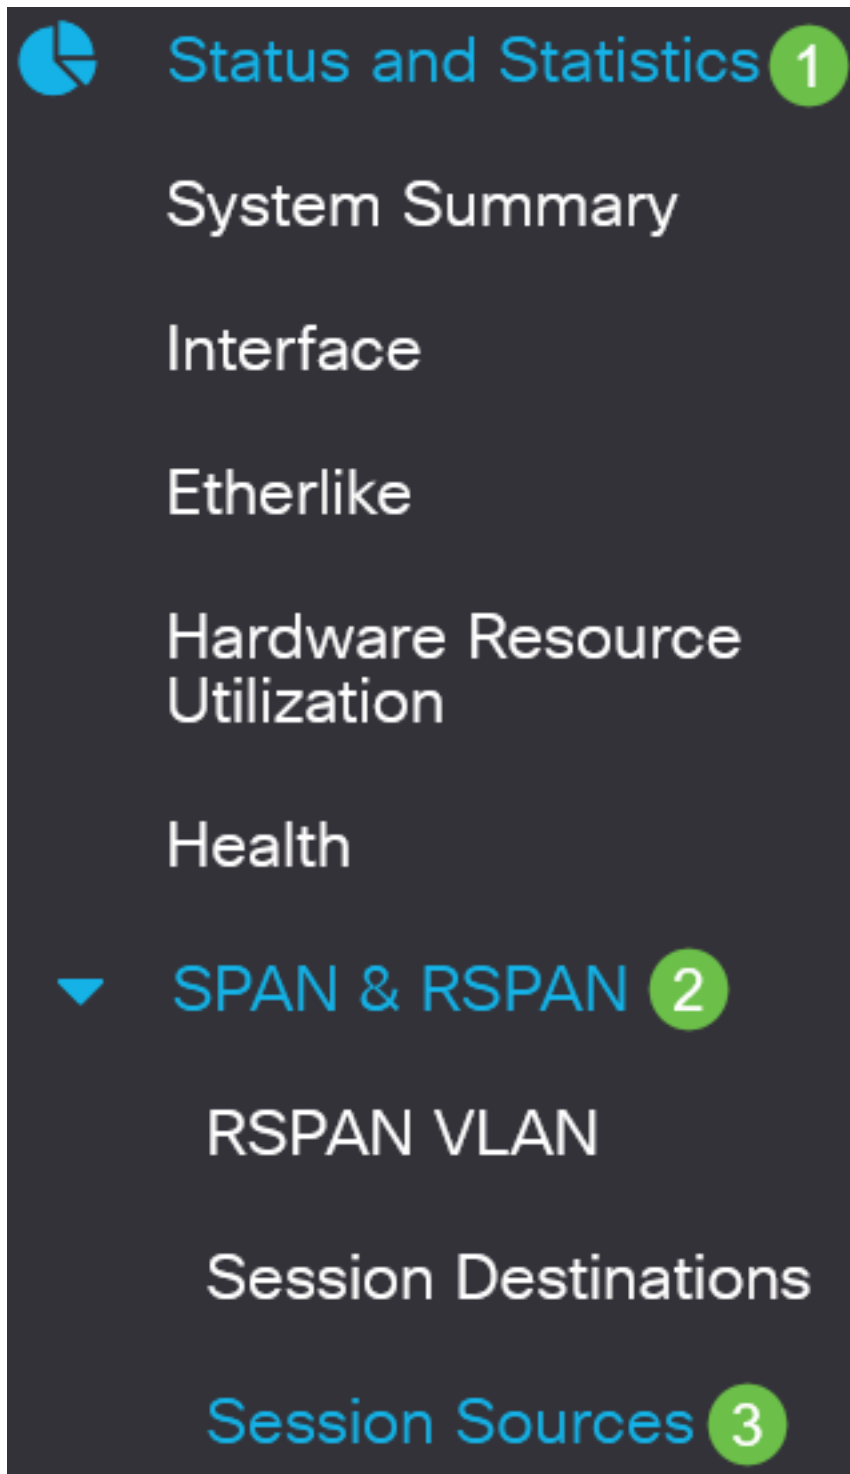 Status and Statistics 1
System Summary
Interface
Etherlike
Hardware Resource
Utilization
Health
SPAN & RSPAN 2
RSPAN VLAN
Session Destinations
Session Sources 3